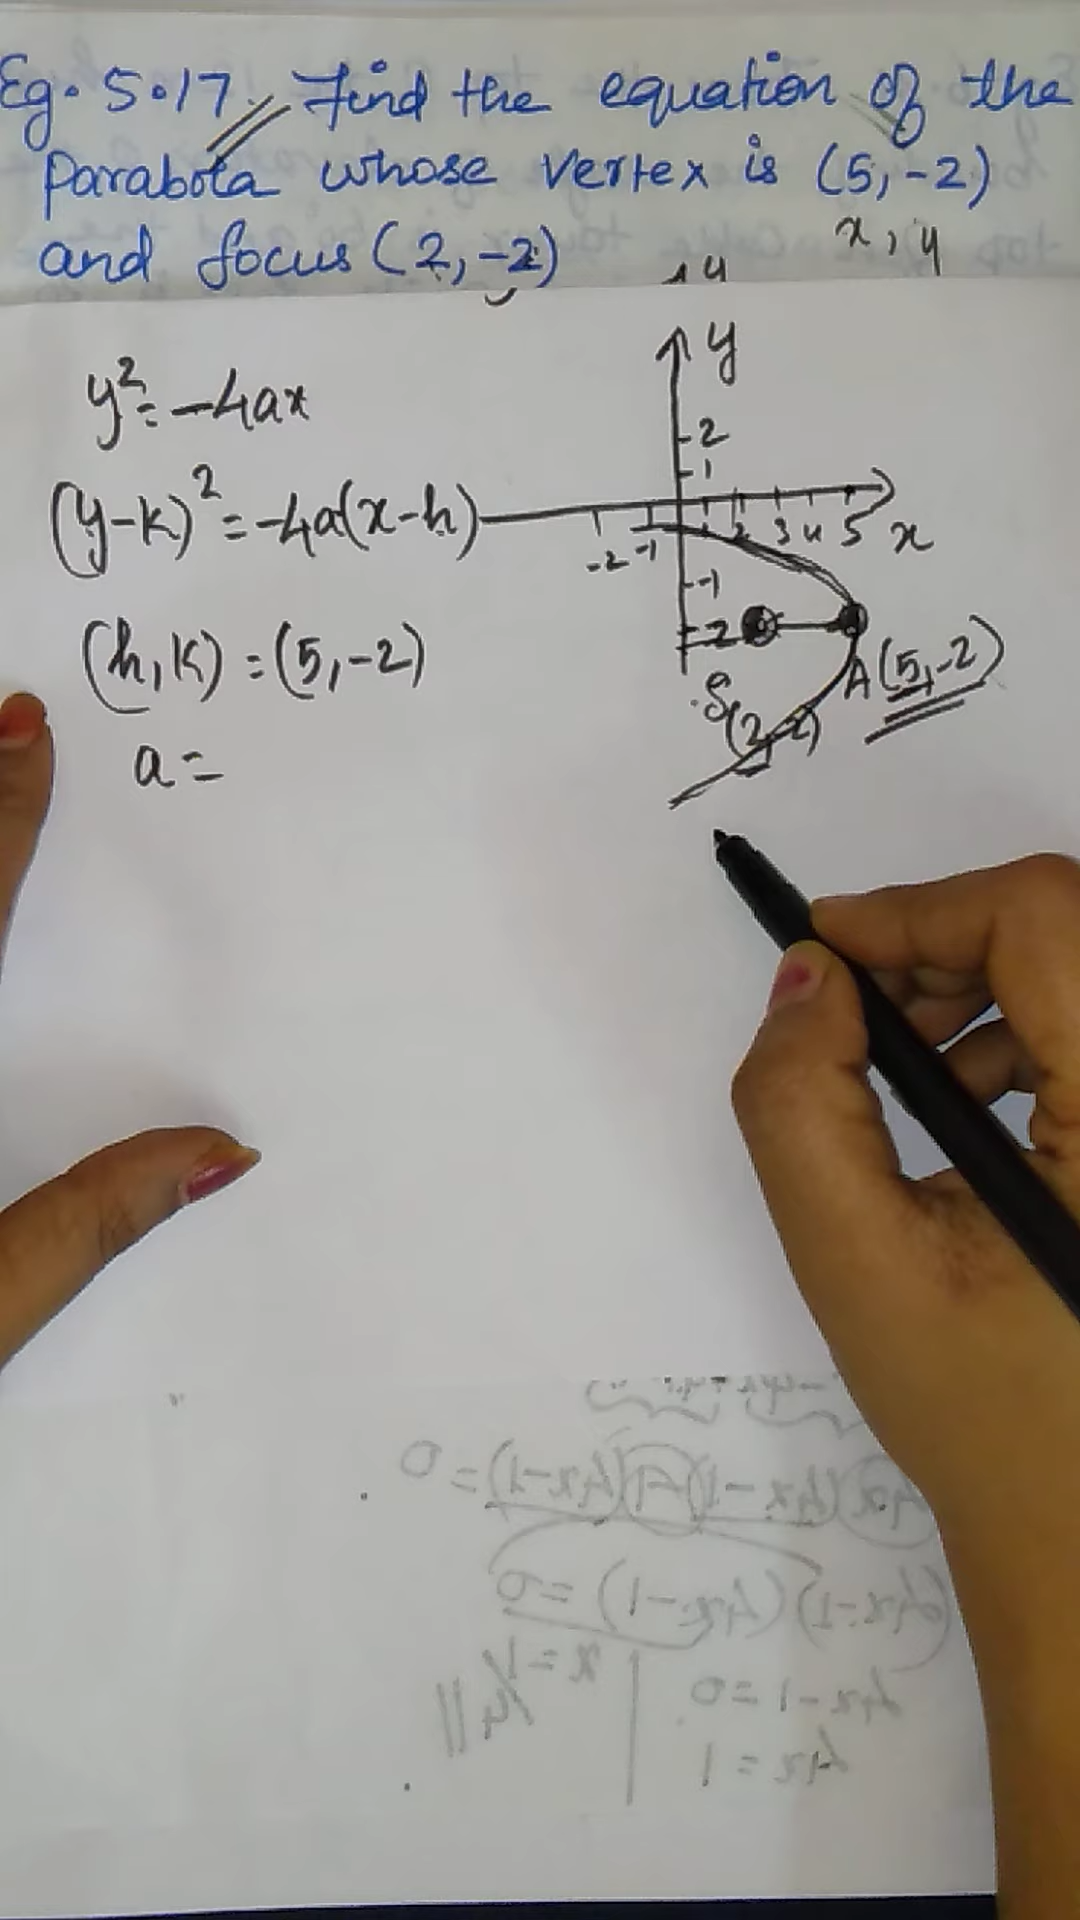 Eg. 5.17 Find the equation of the
Parabola whose vertex is (5, -2)
and focus (2, -2)
x, y
y
y² = -4ax
y
2
1
(y-k)² = -4a(x-h)
-2 -1 2 3 4 5 x
-1
(h, k) = (5, -2)
-2
A (5, -2)
S (2, -2)
a =